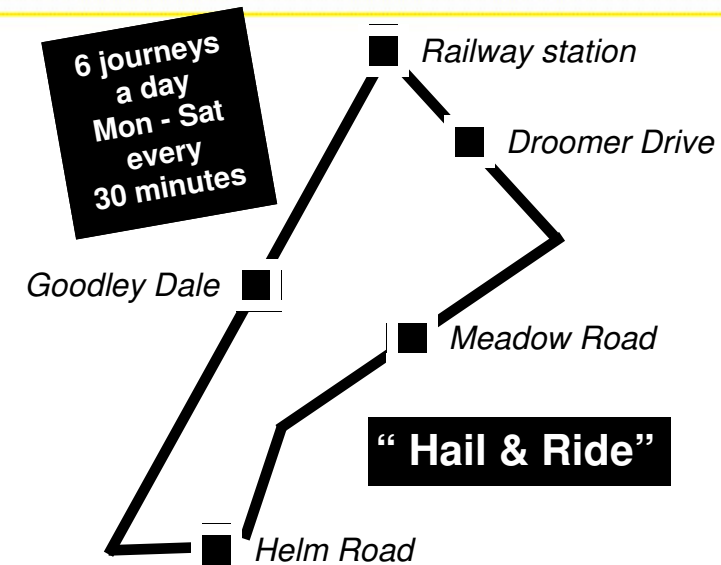 6 journeys
a day
Mon - Sat
every
30 minutes
Railway station
Droomer Drive
Goodley Dale
Meadow Road
“ Hail & Ride”
Helm Road